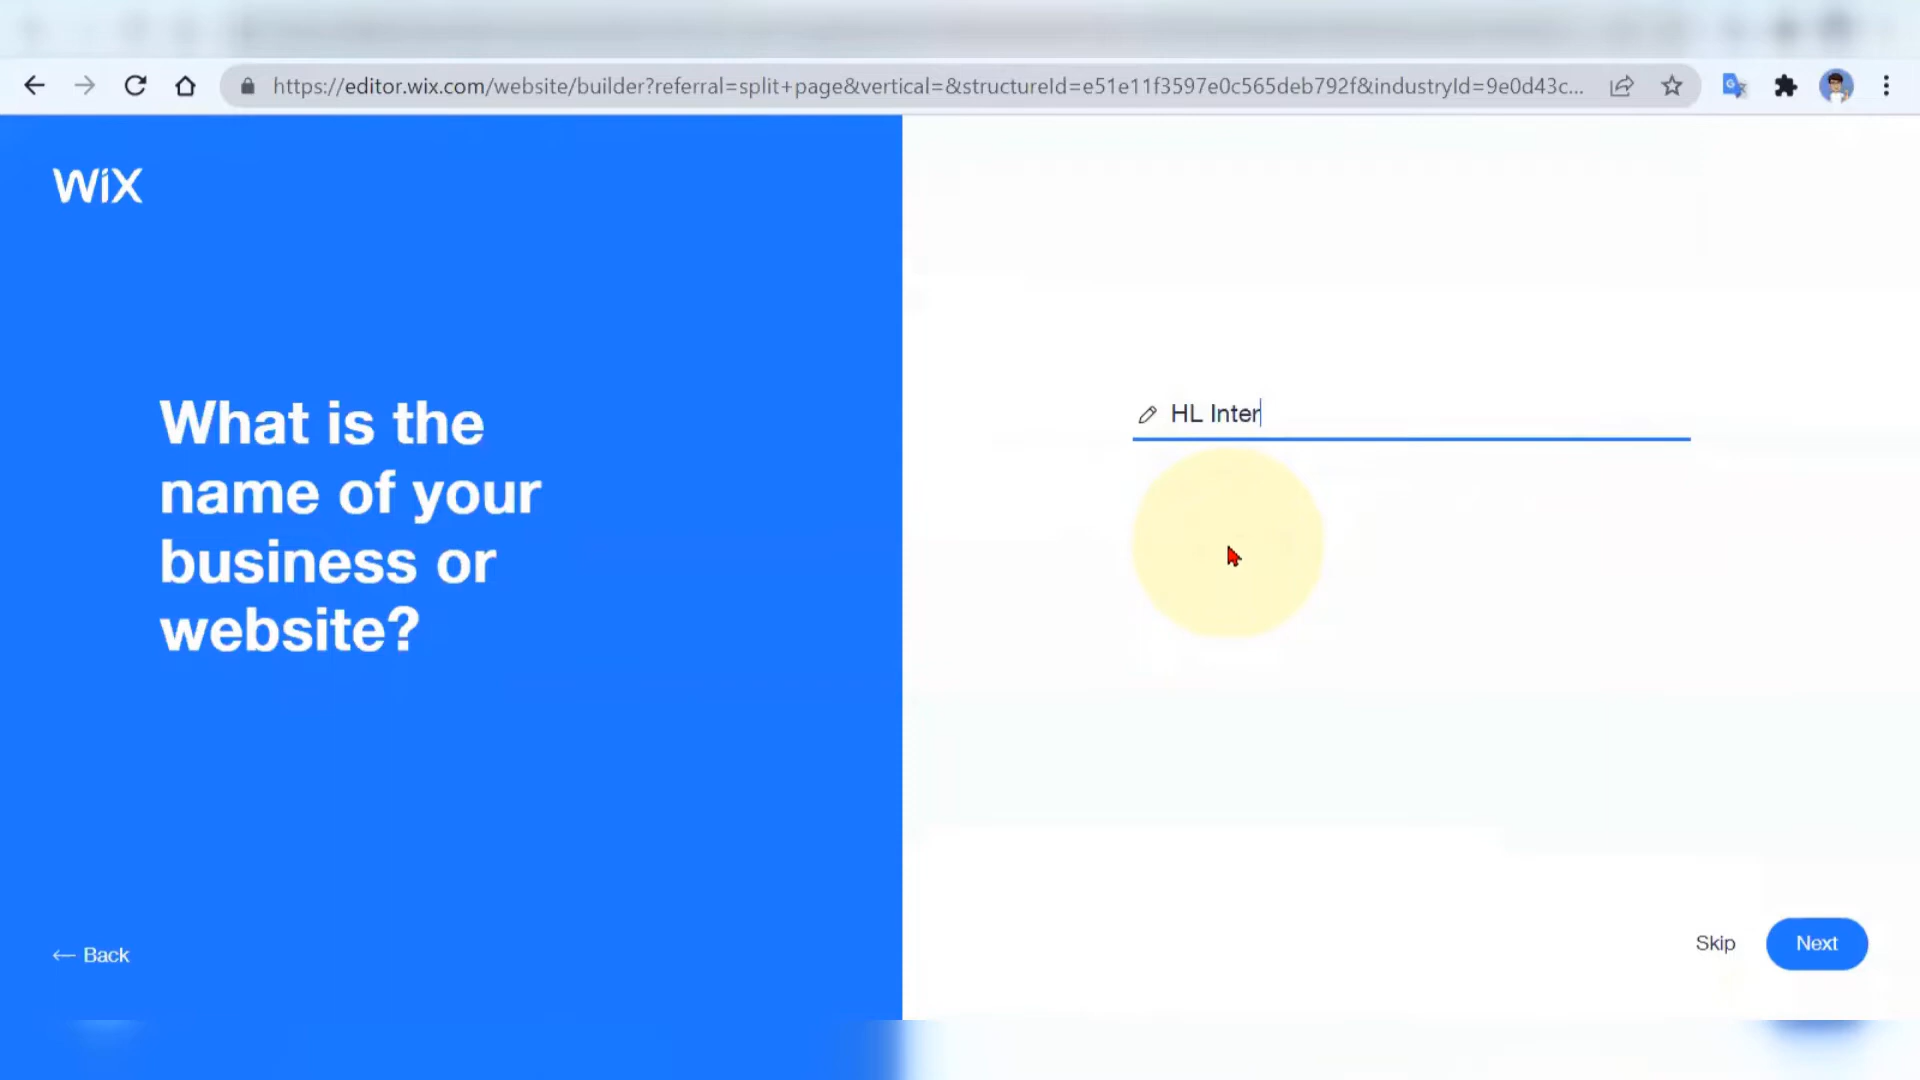 https://editor.wix.com/website/builder?referral=split+page&vertical=&structureId=e51e11f3597e0c565deb792f&industryId=9e0d43c...
WiX
What is the
name of your
business or
website?
HL Inter
← Back
Skip
Next